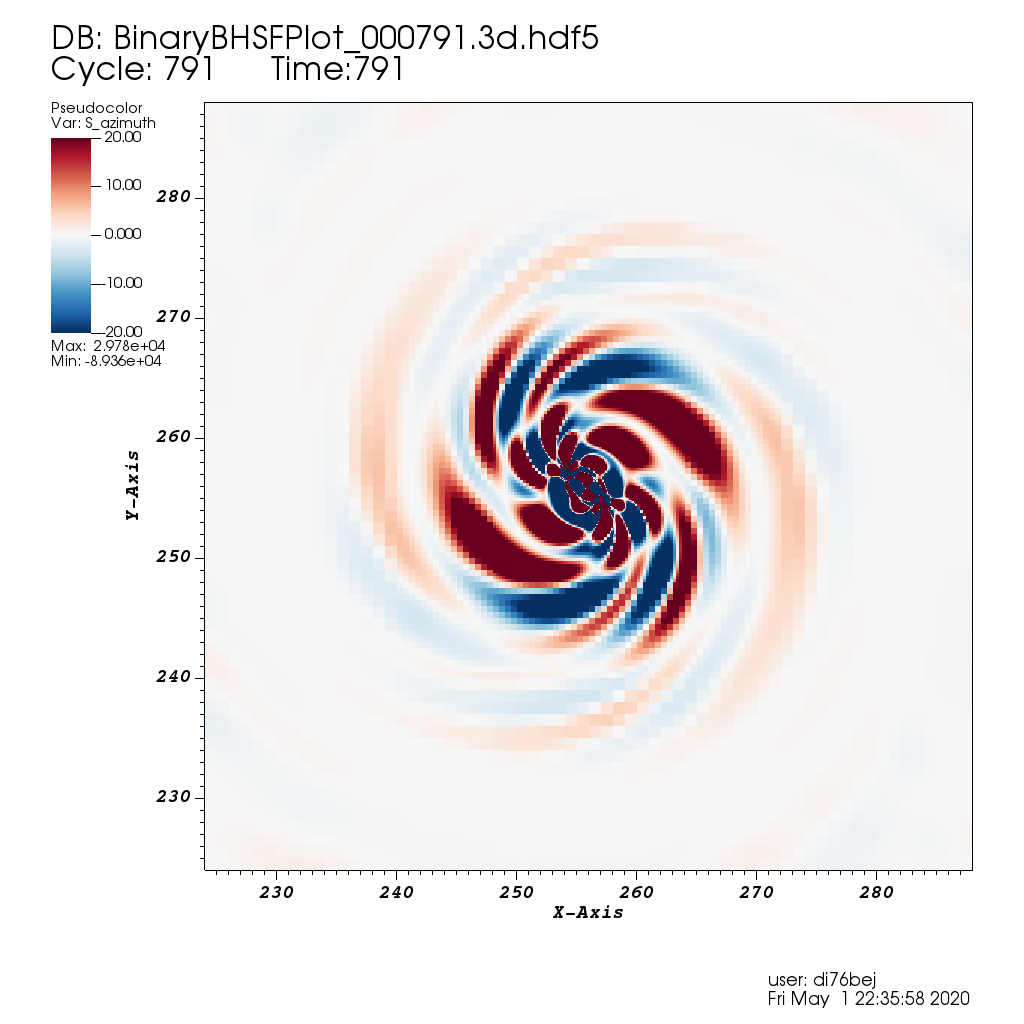 DB: BinaryBHSFPlot_000791.3d.hdf5
Cycle: 791 Time:791
Pseudocolor
Var: S_azimuth
20.00
10.00
0.000
-10.00
-20.00
Max: 2.978e+04
Min: -8.936e+04
280
270
260
250
240
230
Y-Axis
230 240 250 260 270 280
X-Axis
user: di76bej
Fri May 1 22:35:58 2020